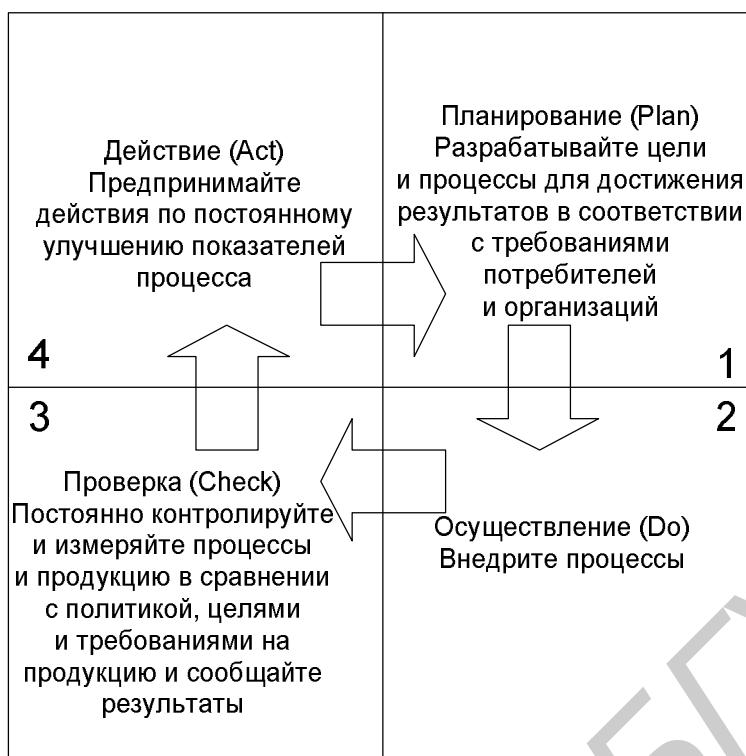 Планирование (Plan)
Разрабатывайте цели
и процессы для достижения
результатов в соответствии
с требованиями
потребителей
и организаций
1
2
Осуществление (Do)
Внедрите процессы
3
Проверка (Check)
Постоянно контролируйте
и измеряйте процессы
и продукцию в сравнении
с политикой, целями
и требованиями на
продукцию и сообщайте
результаты
Действие (Act)
Предпринимайте
действия по постоянному
улучшению показателей
процесса
4